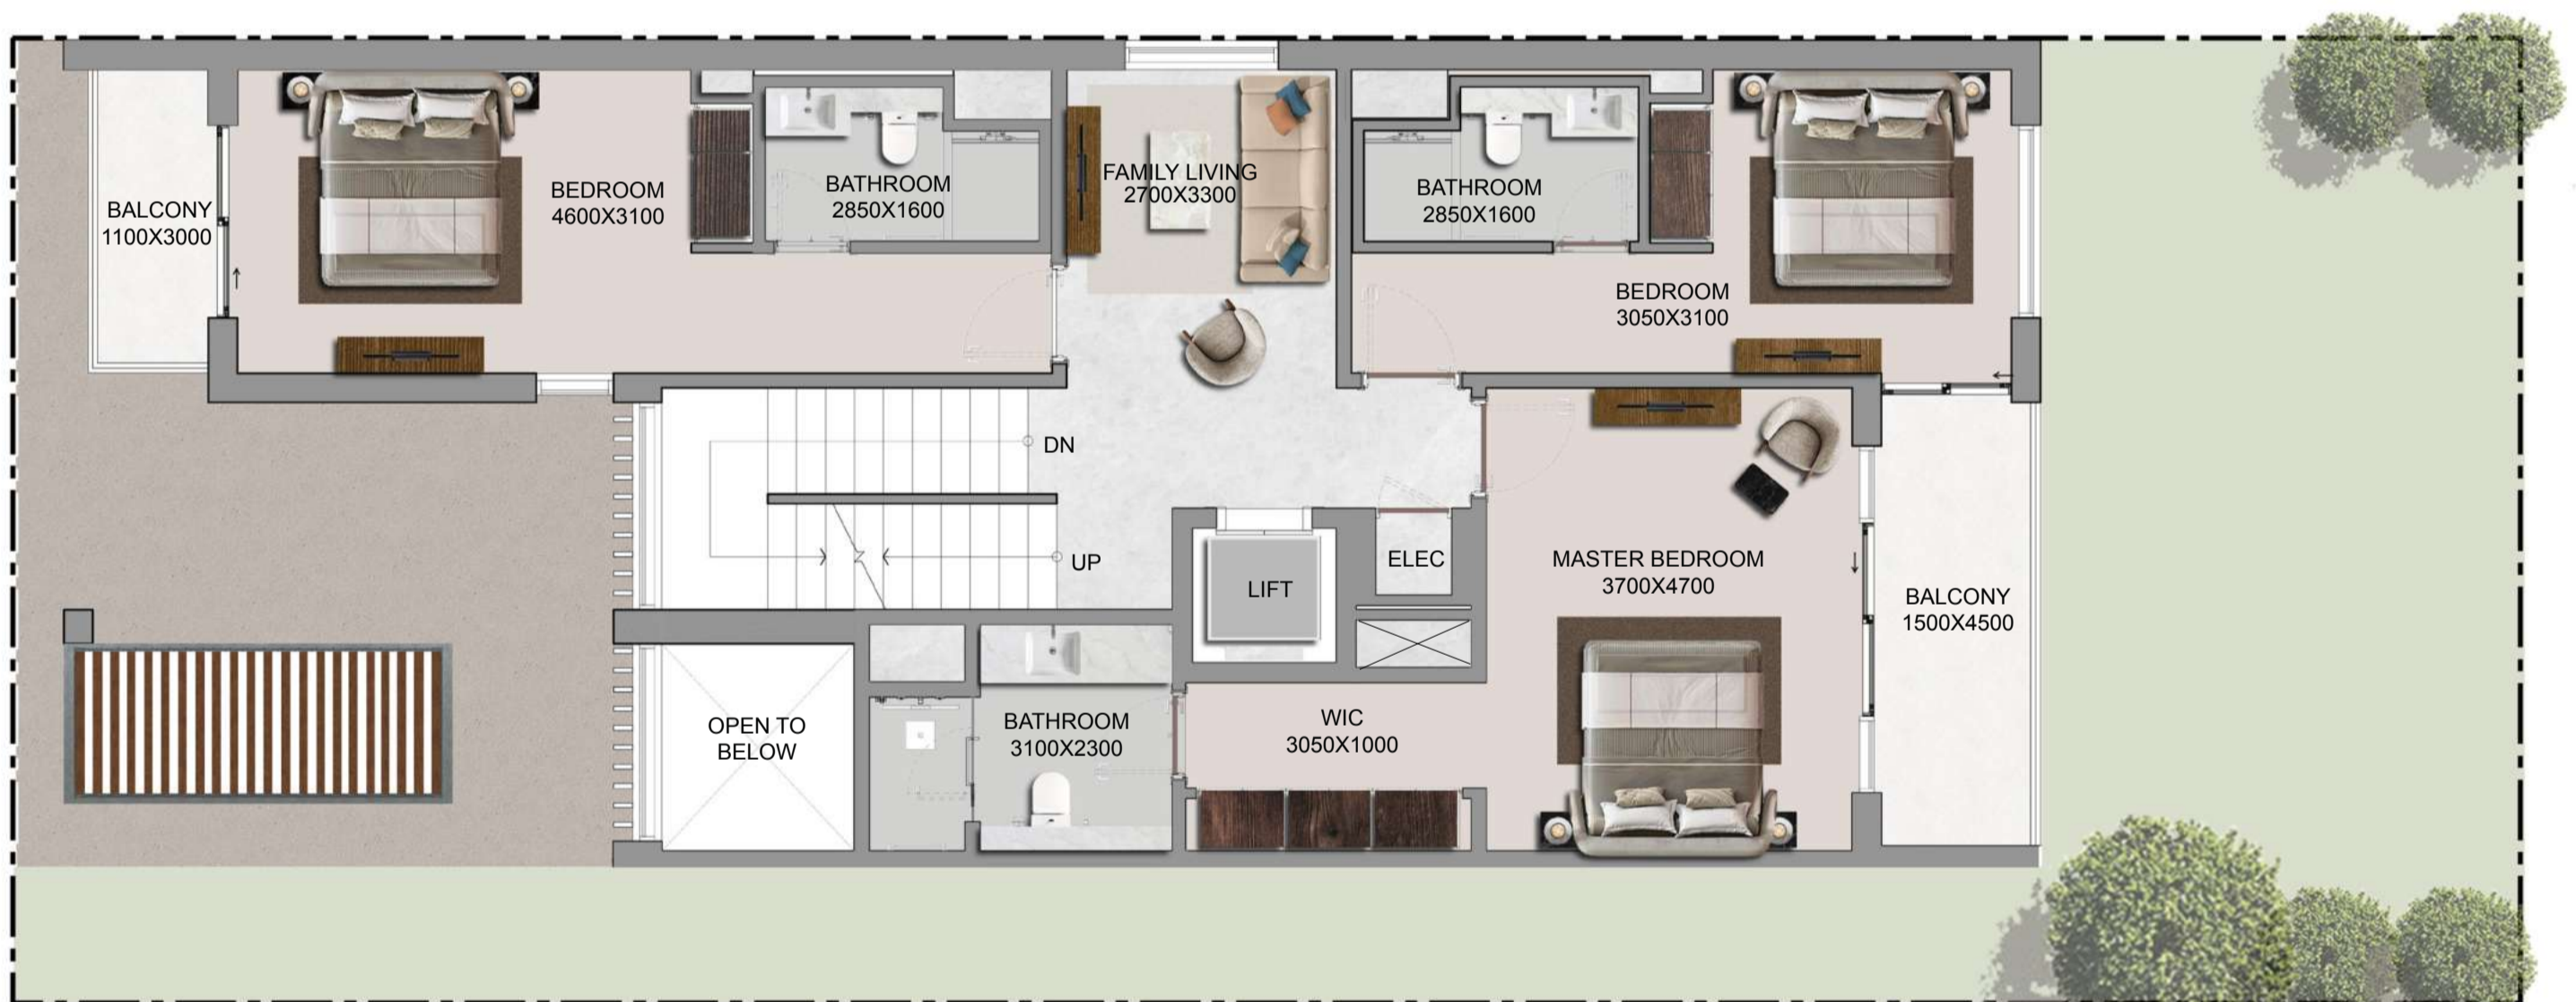 BALCONY
1100X3000
BEDROOM
4600X3100
BATHROOM
2850X1600
FAMILY LIVING
2700X3300
BATHROOM
2850X1600
BEDROOM
3050X3100
DN
UP
LIFT
ELEC
MASTER BEDROOM
3700X4700
BALCONY
1500X4500
OPEN TO
BELOW
BATHROOM
3100X2300
WIC
3050X1000